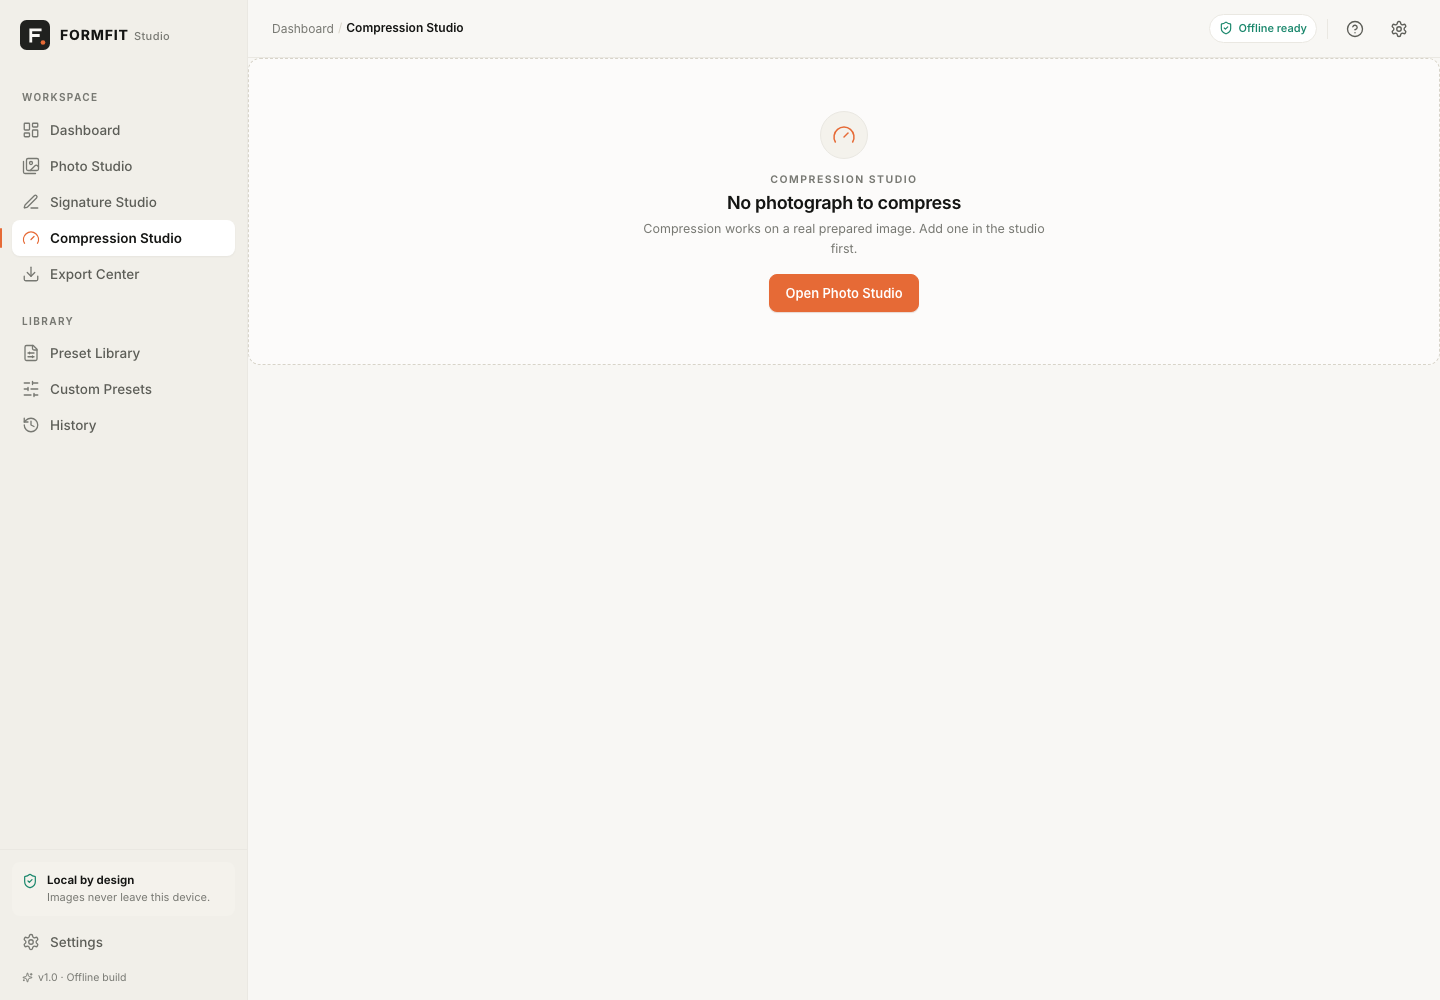 FORMFIT Studio
WORKSPACE
Dashboard
Photo Studio
Signature Studio
Compression Studio
Export Center
LIBRARY
Preset Library
Custom Presets
History
Local by design
Images never leave this device.
Settings
v1.0 · Offline build
Dashboard / Compression Studio
Offline ready
COMPRESSION STUDIO
No photograph to compress
Compression works on a real prepared image. Add one in the studio
first.
Open Photo Studio